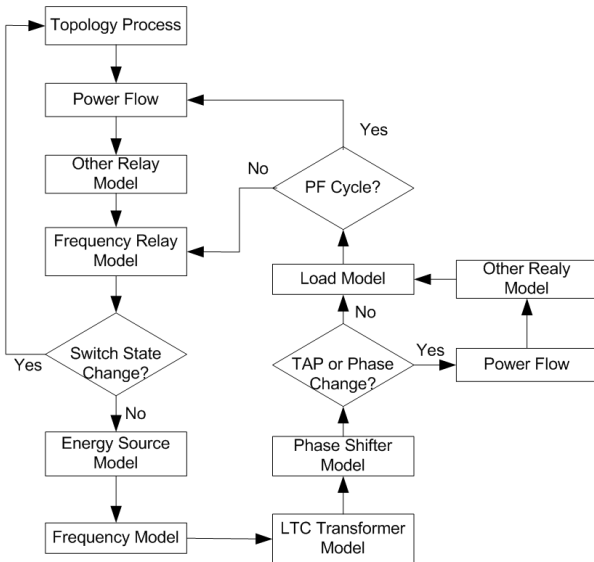 Topology Process
Power Flow
Other Relay
Model
Frequency Relay
Model
Switch State
Change?
Yes
No
Energy Source
Model
Frequency Model
LTC Transformer
Model
Phase Shifter
Model
TAP or Phase
Change?
Yes
No
Power Flow
Other Realy
Model
Load Model
PF Cycle?
No
Yes